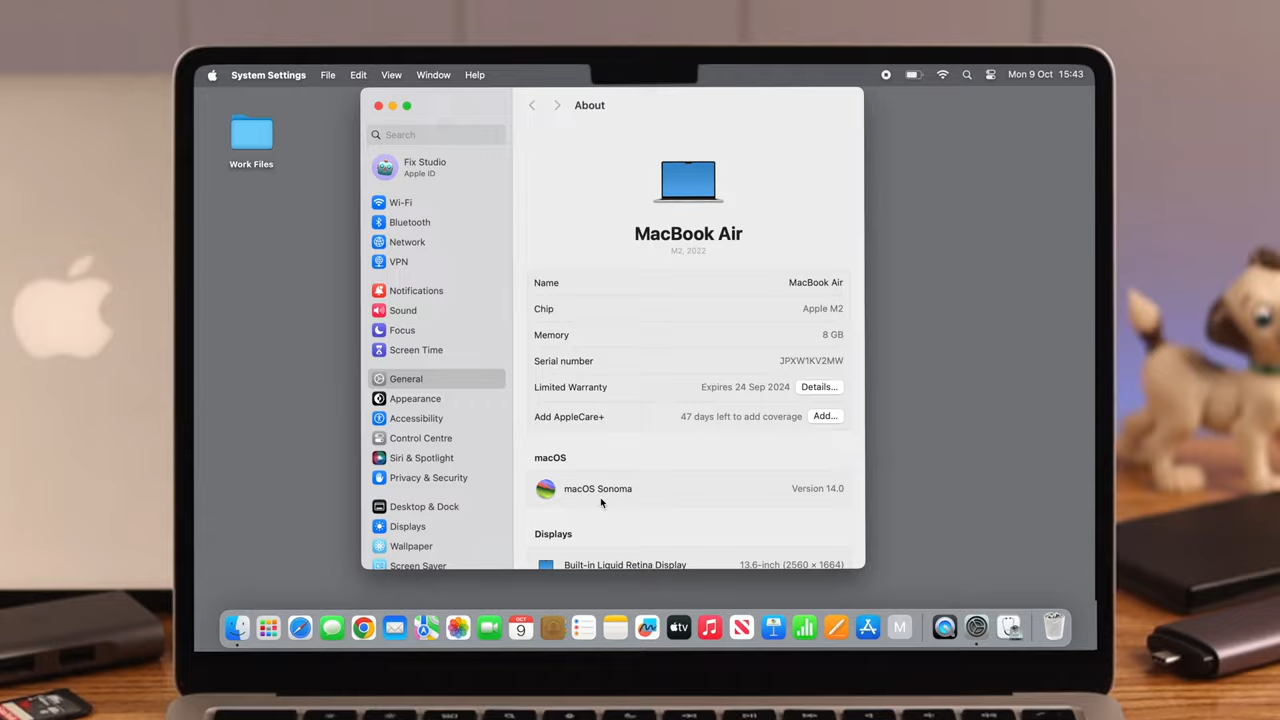 System Settings File Edit View Window Help
Mon 9 Oct 15:43
Work Files
Search
Fix Studio
Apple ID
Wi-Fi
Bluetooth
Network
VPN
Notifications
Sound
Focus
Screen Time
General
Appearance
Accessibility
Control Centre
Siri & Spotlight
Privacy & Security
Desktop & Dock
Displays
Wallpaper
Screen Saver
About
MacBook Air
M2, 2022
Name MacBook Air
Chip Apple M2
Memory 8 GB
Serial number JPXW1KV2MW
Limited Warranty Expires 24 Sep 2024 Details...
Add AppleCare+ 47 days left to add coverage Add...
macOS
macOS Sonoma Version 14.0
Displays
Built-in Liquid Retina Display 13.6-inch (2560 × 1664)
OCT
9
tv
M